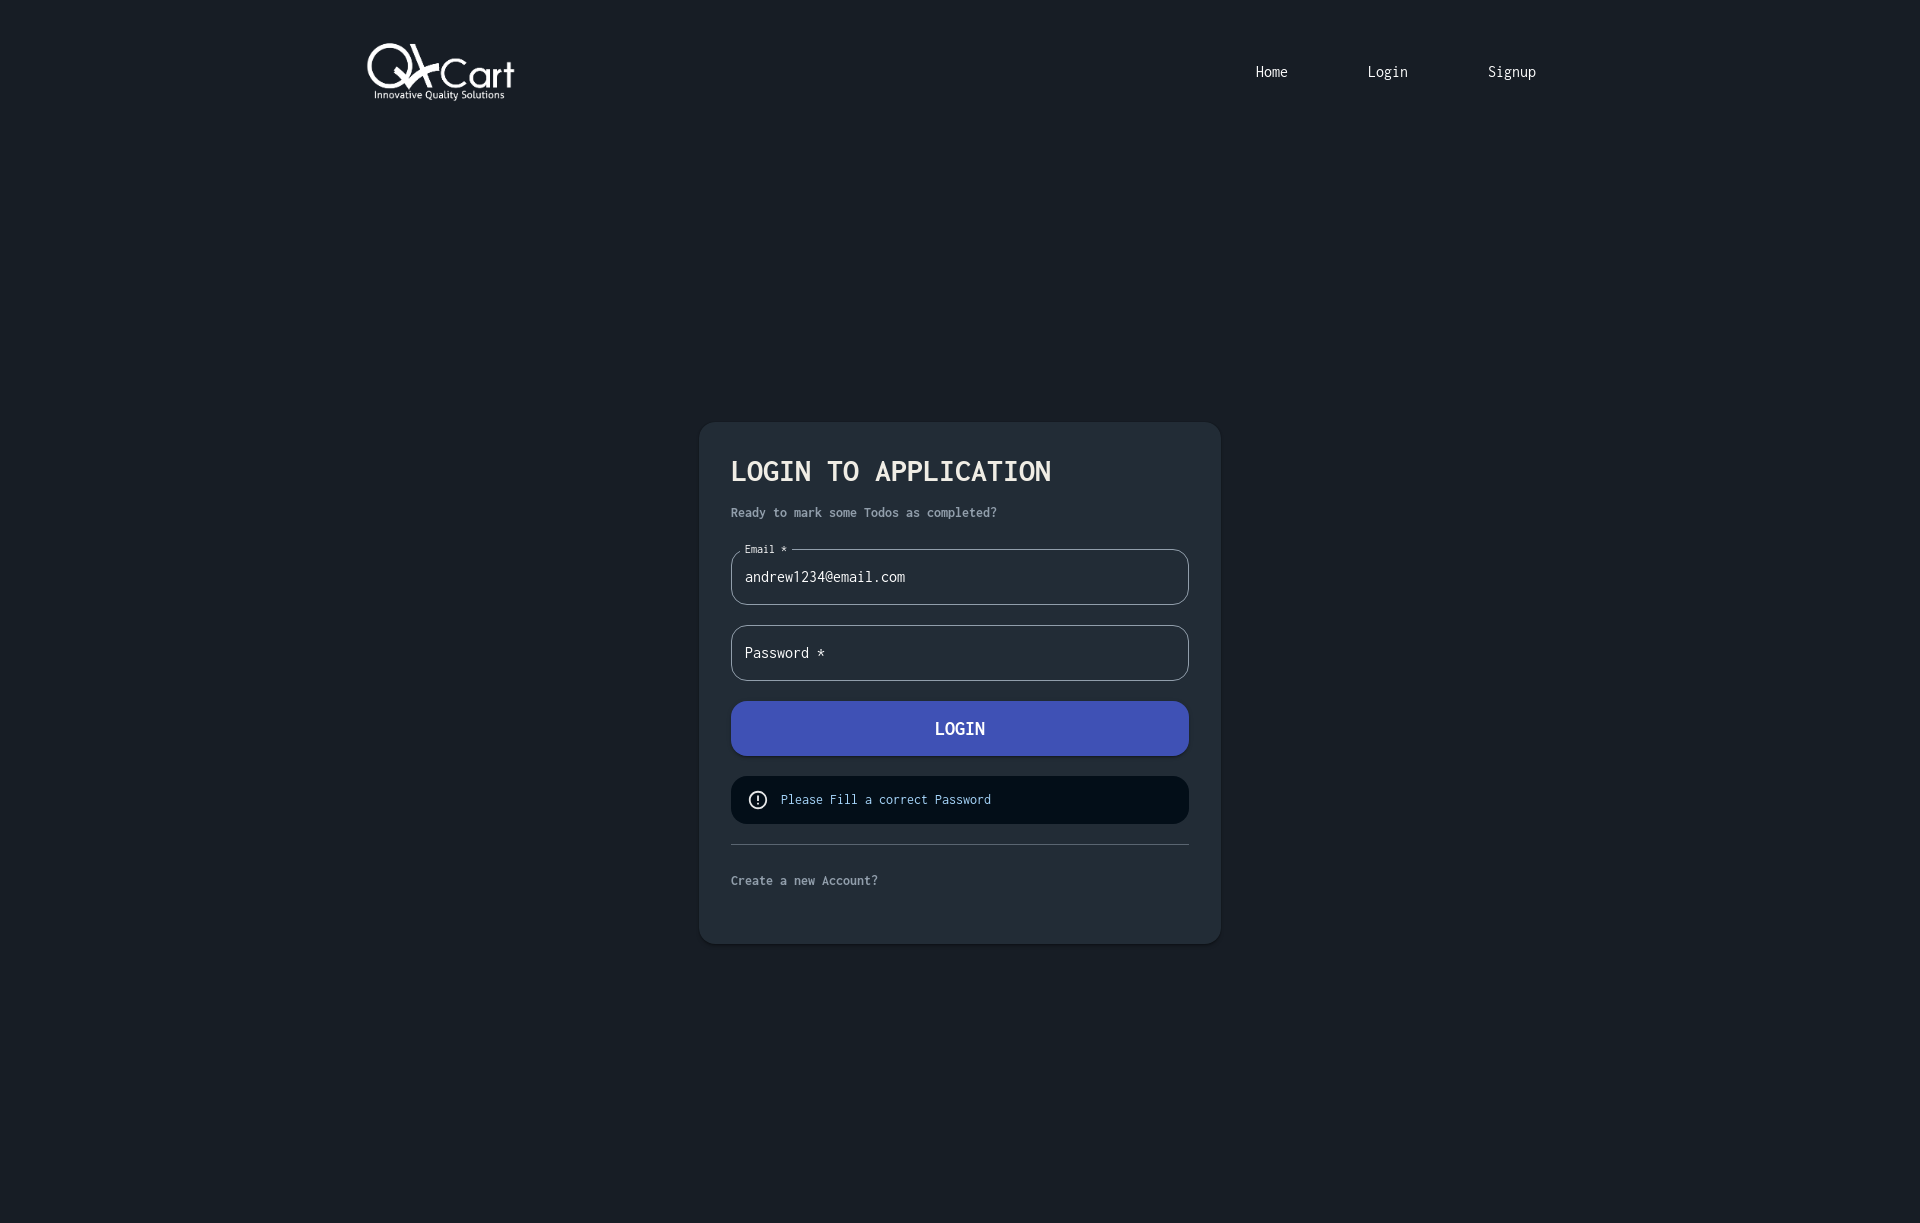 QACart
Innovative Quality Solutions
Home
Login
Signup
LOGIN TO APPLICATION
Ready to mark some Todos as completed?
Email *
andrew1234@email.com
Password *
LOGIN
Please Fill a correct Password
Create a new Account?